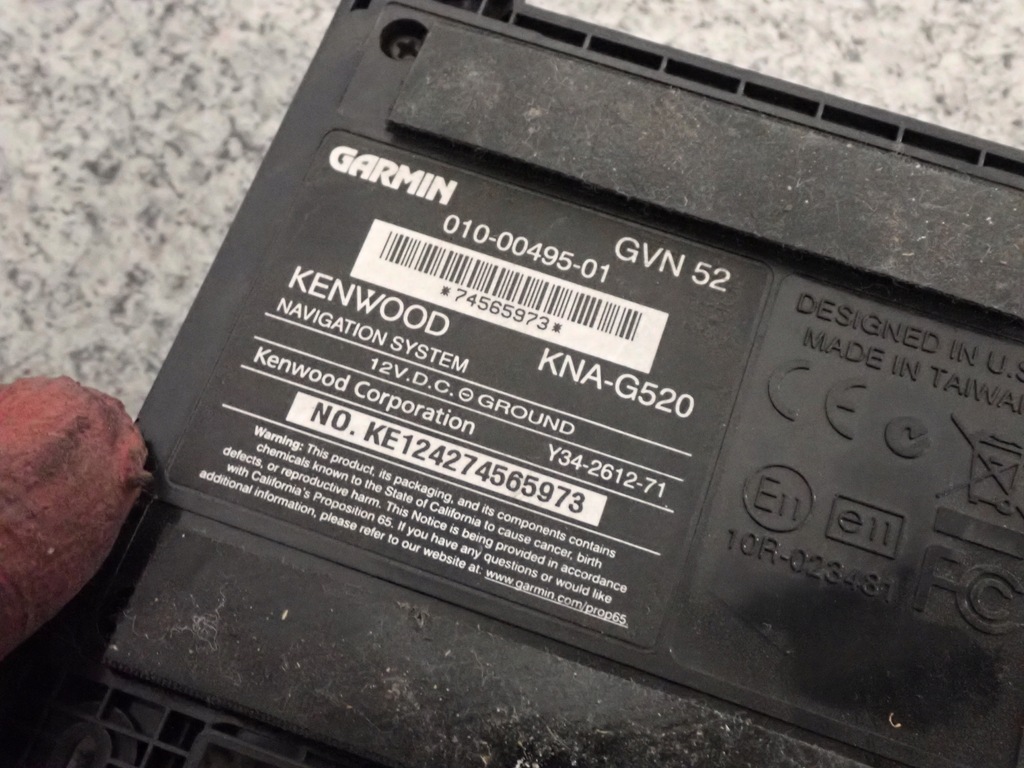 GARMIN
010-00495-01
GVN 52
*74565973*
KENWOOD
KNA-G520
NAVIGATION SYSTEM
12V.D.C. ⊖ GROUND
Kenwood Corporation
Y34-2612-71
NO. KE124274565973
Warning: This product, its packaging, and its components contains
chemicals known to the State of California to cause cancer, birth
defects, or reproductive harm. This Notice is being provided in accordance
with California's Proposition 65. If you have any questions or would like
additional information, please refer to our website at: www.garmin.com/prop65.
DESIGNED IN U.S
MADE IN TAIWAN
CE
E11
e11
10R-023481
FC